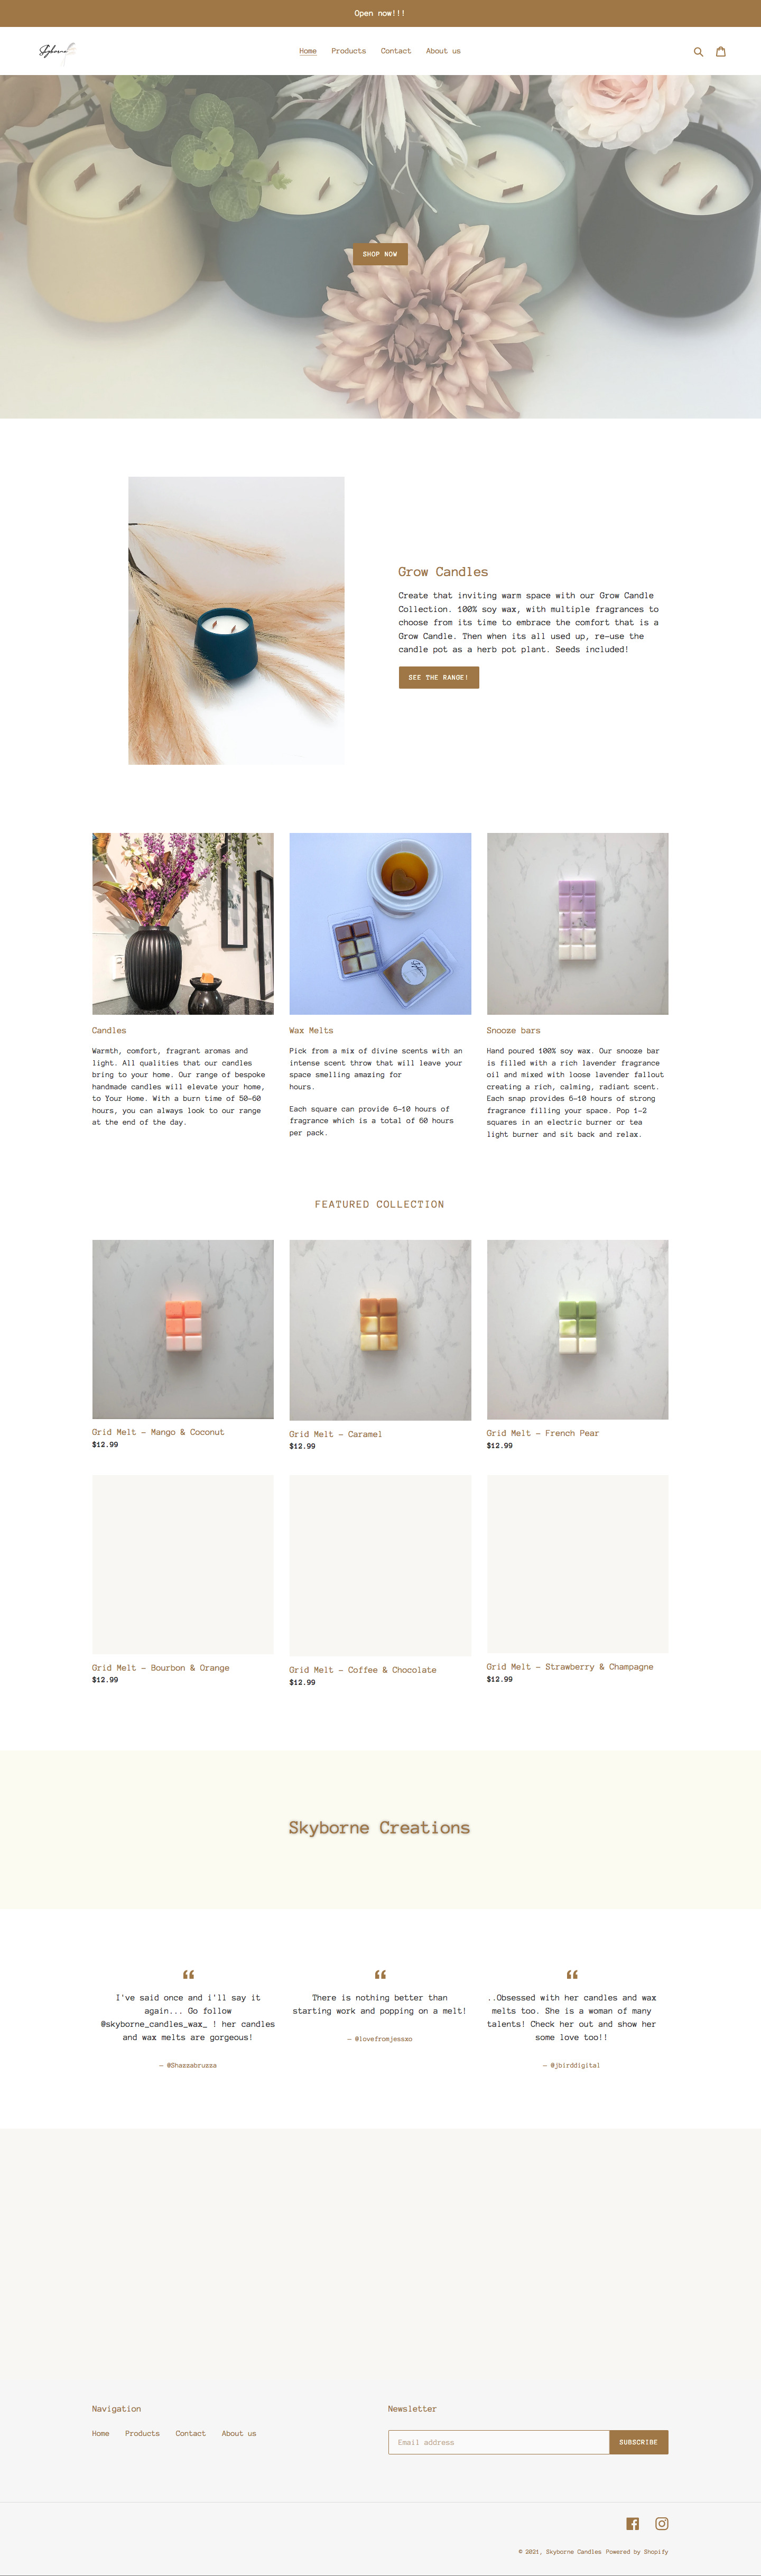 Open now!!!
Skyborne
Home Products Contact About us
SHOP NOW
Grow Candles
Create that inviting warm space with our Grow Candle
Collection. 100% soy wax, with multiple fragrances to
choose from its time to embrace the comfort that is a
Grow Candle. Then when its all used up, re-use the
candle pot as a herb pot plant. Seeds included!
SEE THE RANGE!
Candles
Warmth, comfort, fragrant aromas and
light. All qualities that our candles
bring to your home. Our range of bespoke
handmade candles will elevate your home,
to Your Home. With a burn time of 50-60
hours, you can always look to our range
at the end of the day.
Wax Melts
Pick from a mix of divine scents with an
intense scent throw that will leave your
space smelling amazing for
hours.
Each square can provide 6-10 hours of
fragrance which is a total of 60 hours
per pack.
Snooze bars
Hand poured 100% soy wax. Our snooze bar
is filled with a rich lavender fragrance
oil and mixed with loose lavender fallout
creating a rich, calming, radiant scent.
Each snap provides 6-10 hours of strong
fragrance filling your space. Pop 1-2
squares in an electric burner or tea
light burner and sit back and relax.
FEATURED COLLECTION
Grid Melt - Mango & Coconut
$12.99
Grid Melt - Caramel
$12.99
Grid Melt - French Pear
$12.99
Grid Melt - Bourbon & Orange
$12.99
Grid Melt - Coffee & Chocolate
$12.99
Grid Melt - Strawberry & Champagne
$12.99
Skyborne Creations
“
I've said once and i'll say it
again... Go follow
@skyborne_candles_wax_ ! her candles
and wax melts are gorgeous!
— @Shazzabruzza
“
There is nothing better than
starting work and popping on a melt!
— @lovefromjessxo
“
..Obsessed with her candles and wax
melts too. She is a woman of many
talents! Check her out and show her
some love too!!
— @jbirddigital
Navigation
Home Products Contact About us
Newsletter
Email address
SUBSCRIBE
© 2021, Skyborne Candles Powered by Shopify